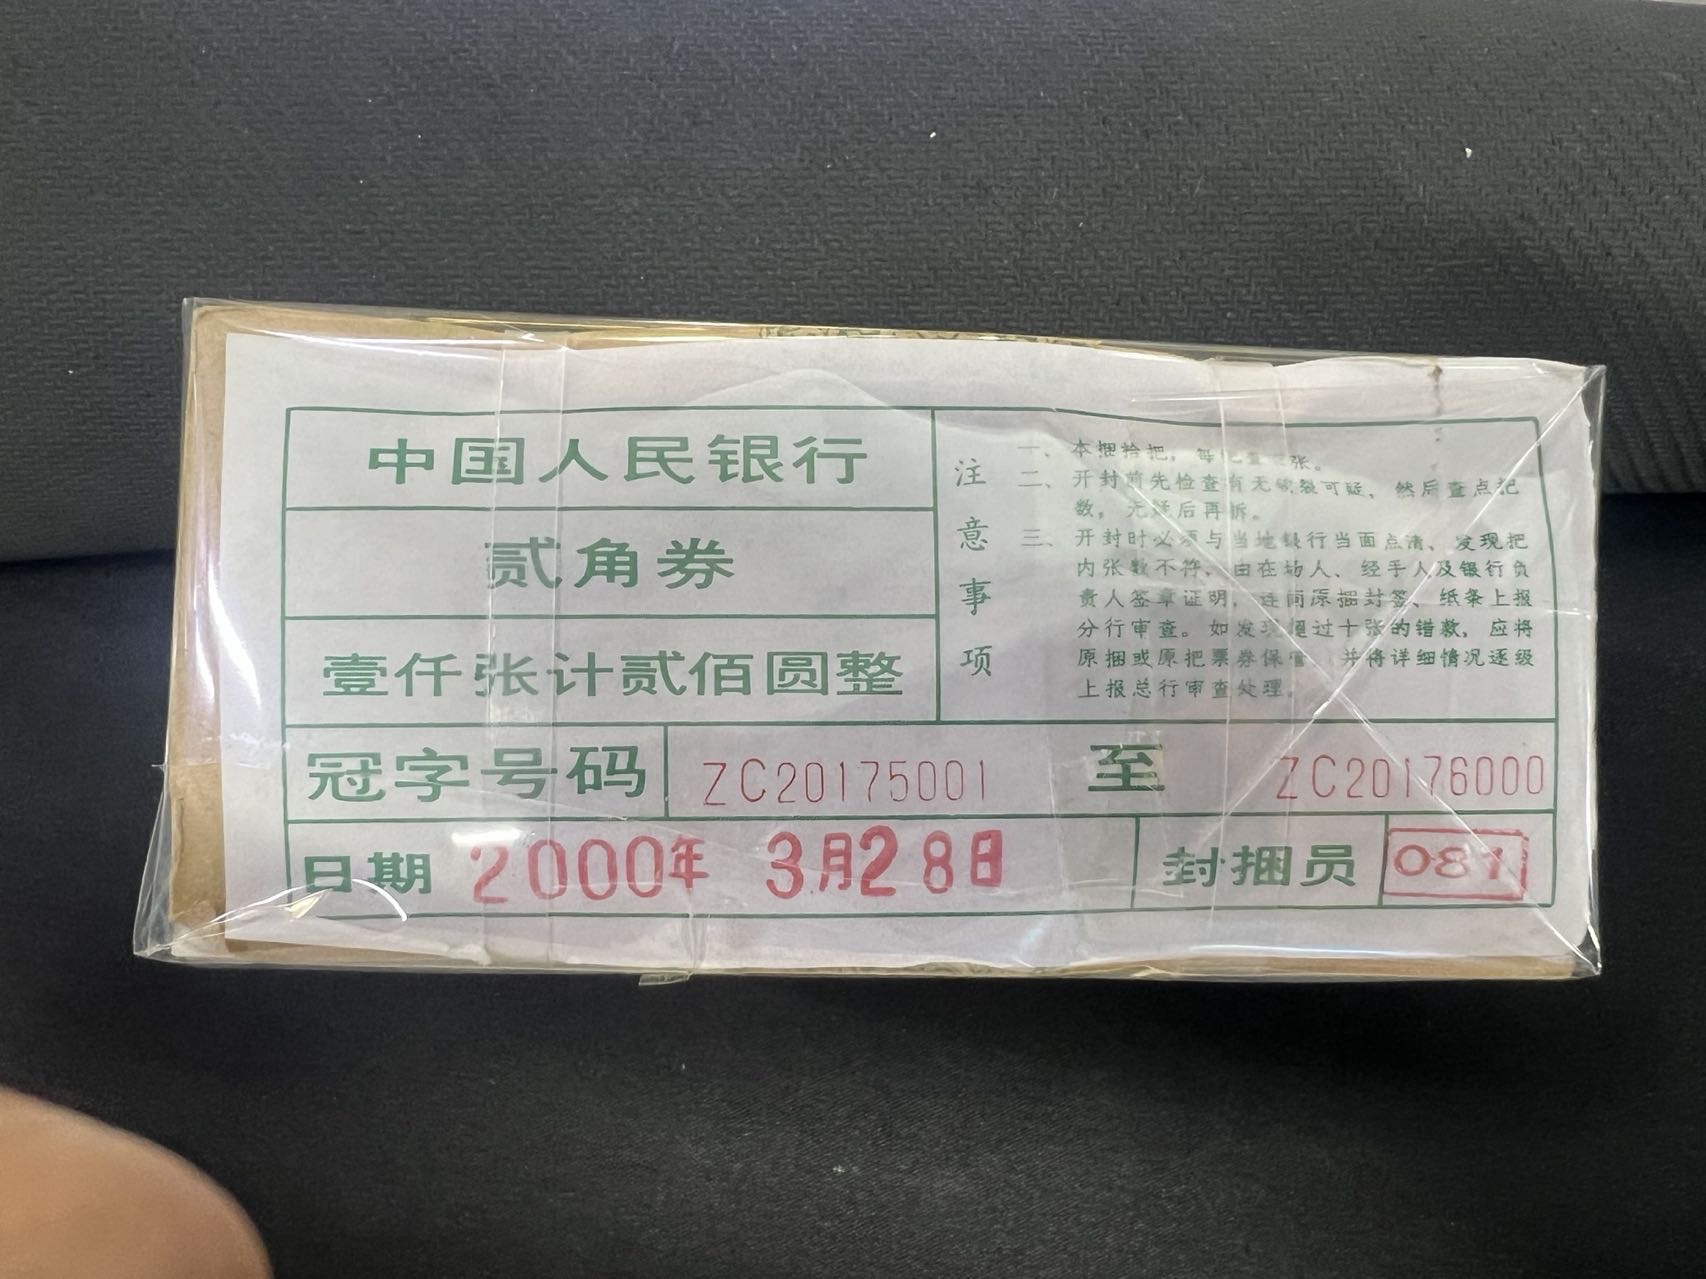 中国人民银行
贰角券
壹仟张计贰佰圆整
注意事项
一、本捆拾把，每把壹 张。
二、开封前先检查有无破裂可疑，然后查点把
数，无疑后再拆。
三、开封时必须与当地银行当面点清、发现把
内张数不符、由在场人、经手人及银行负
责人签章证明，连同原捆封签、纸条上报
分行审查。如发现超过十张的错款，应将
原捆或原把票券保管，并将详细情况逐级
上报总行审查处理。
冠字号码 ZC20175001 至 ZC20176000
日期 2000年 3月28日 封捆员 081